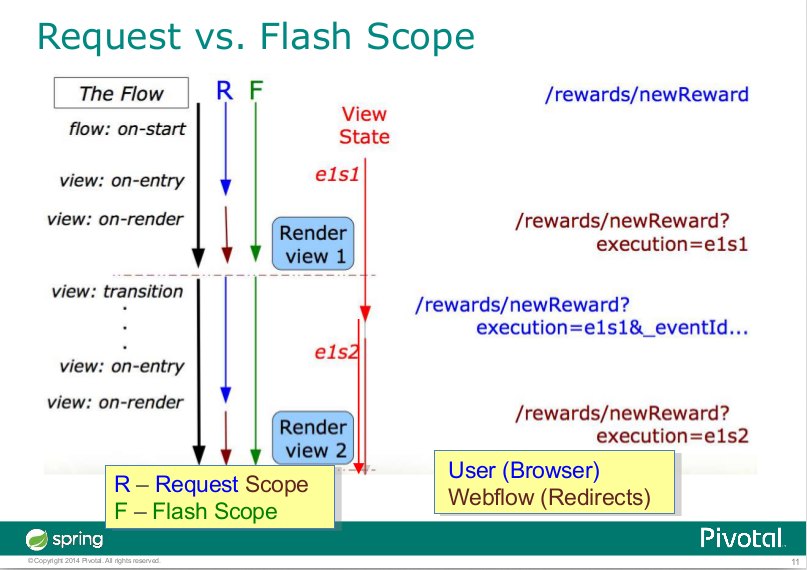 Request vs. Flash Scope
The Flow
R
F
flow: on-start
view: on-entry
view: on-render
View
State
e1s1
Render
view 1
/rewards/newReward
/rewards/newReward?
execution=e1s1
view: transition
.
.
.
view: on-entry
view: on-render
e1s2
Render
view 2
/rewards/newReward?
execution=e1s1&_eventId...
/rewards/newReward?
execution=e1s2
R – Request Scope
F – Flash Scope
User (Browser)
Webflow (Redirects)
spring
Pivotal.
©Copyright 2014 Pivotal. All rights reserved.
11